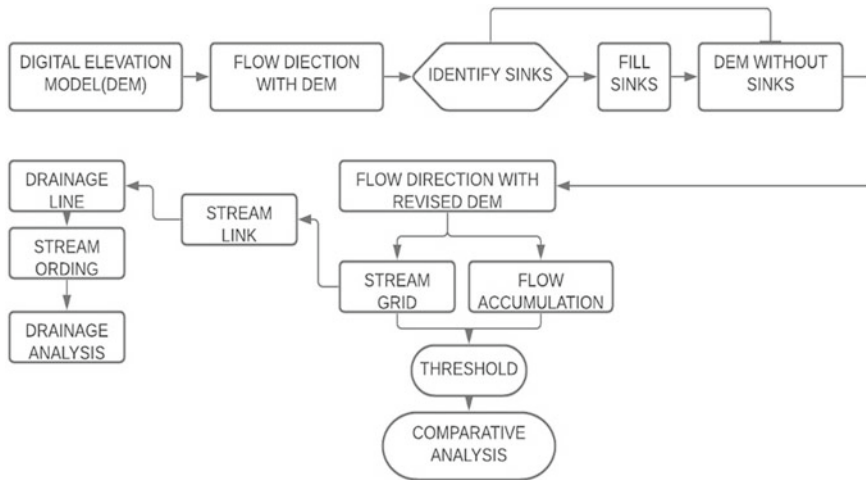 DIGITAL ELEVATION
MODEL(DEM)
FLOW DIECTION
WITH DEM
IDENTIFY SINKS
FILL
SINKS
DEM WITHOUT
SINKS
DRAINAGE
LINE
STREAM
LINK
FLOW DIRECTION WITH
REVISED DEM
STREAM
ORDING
STREAM
GRID
FLOW
ACCUMULATION
DRAINAGE
ANALYSIS
THRESHOLD
COMPARATIVE
ANALYSIS